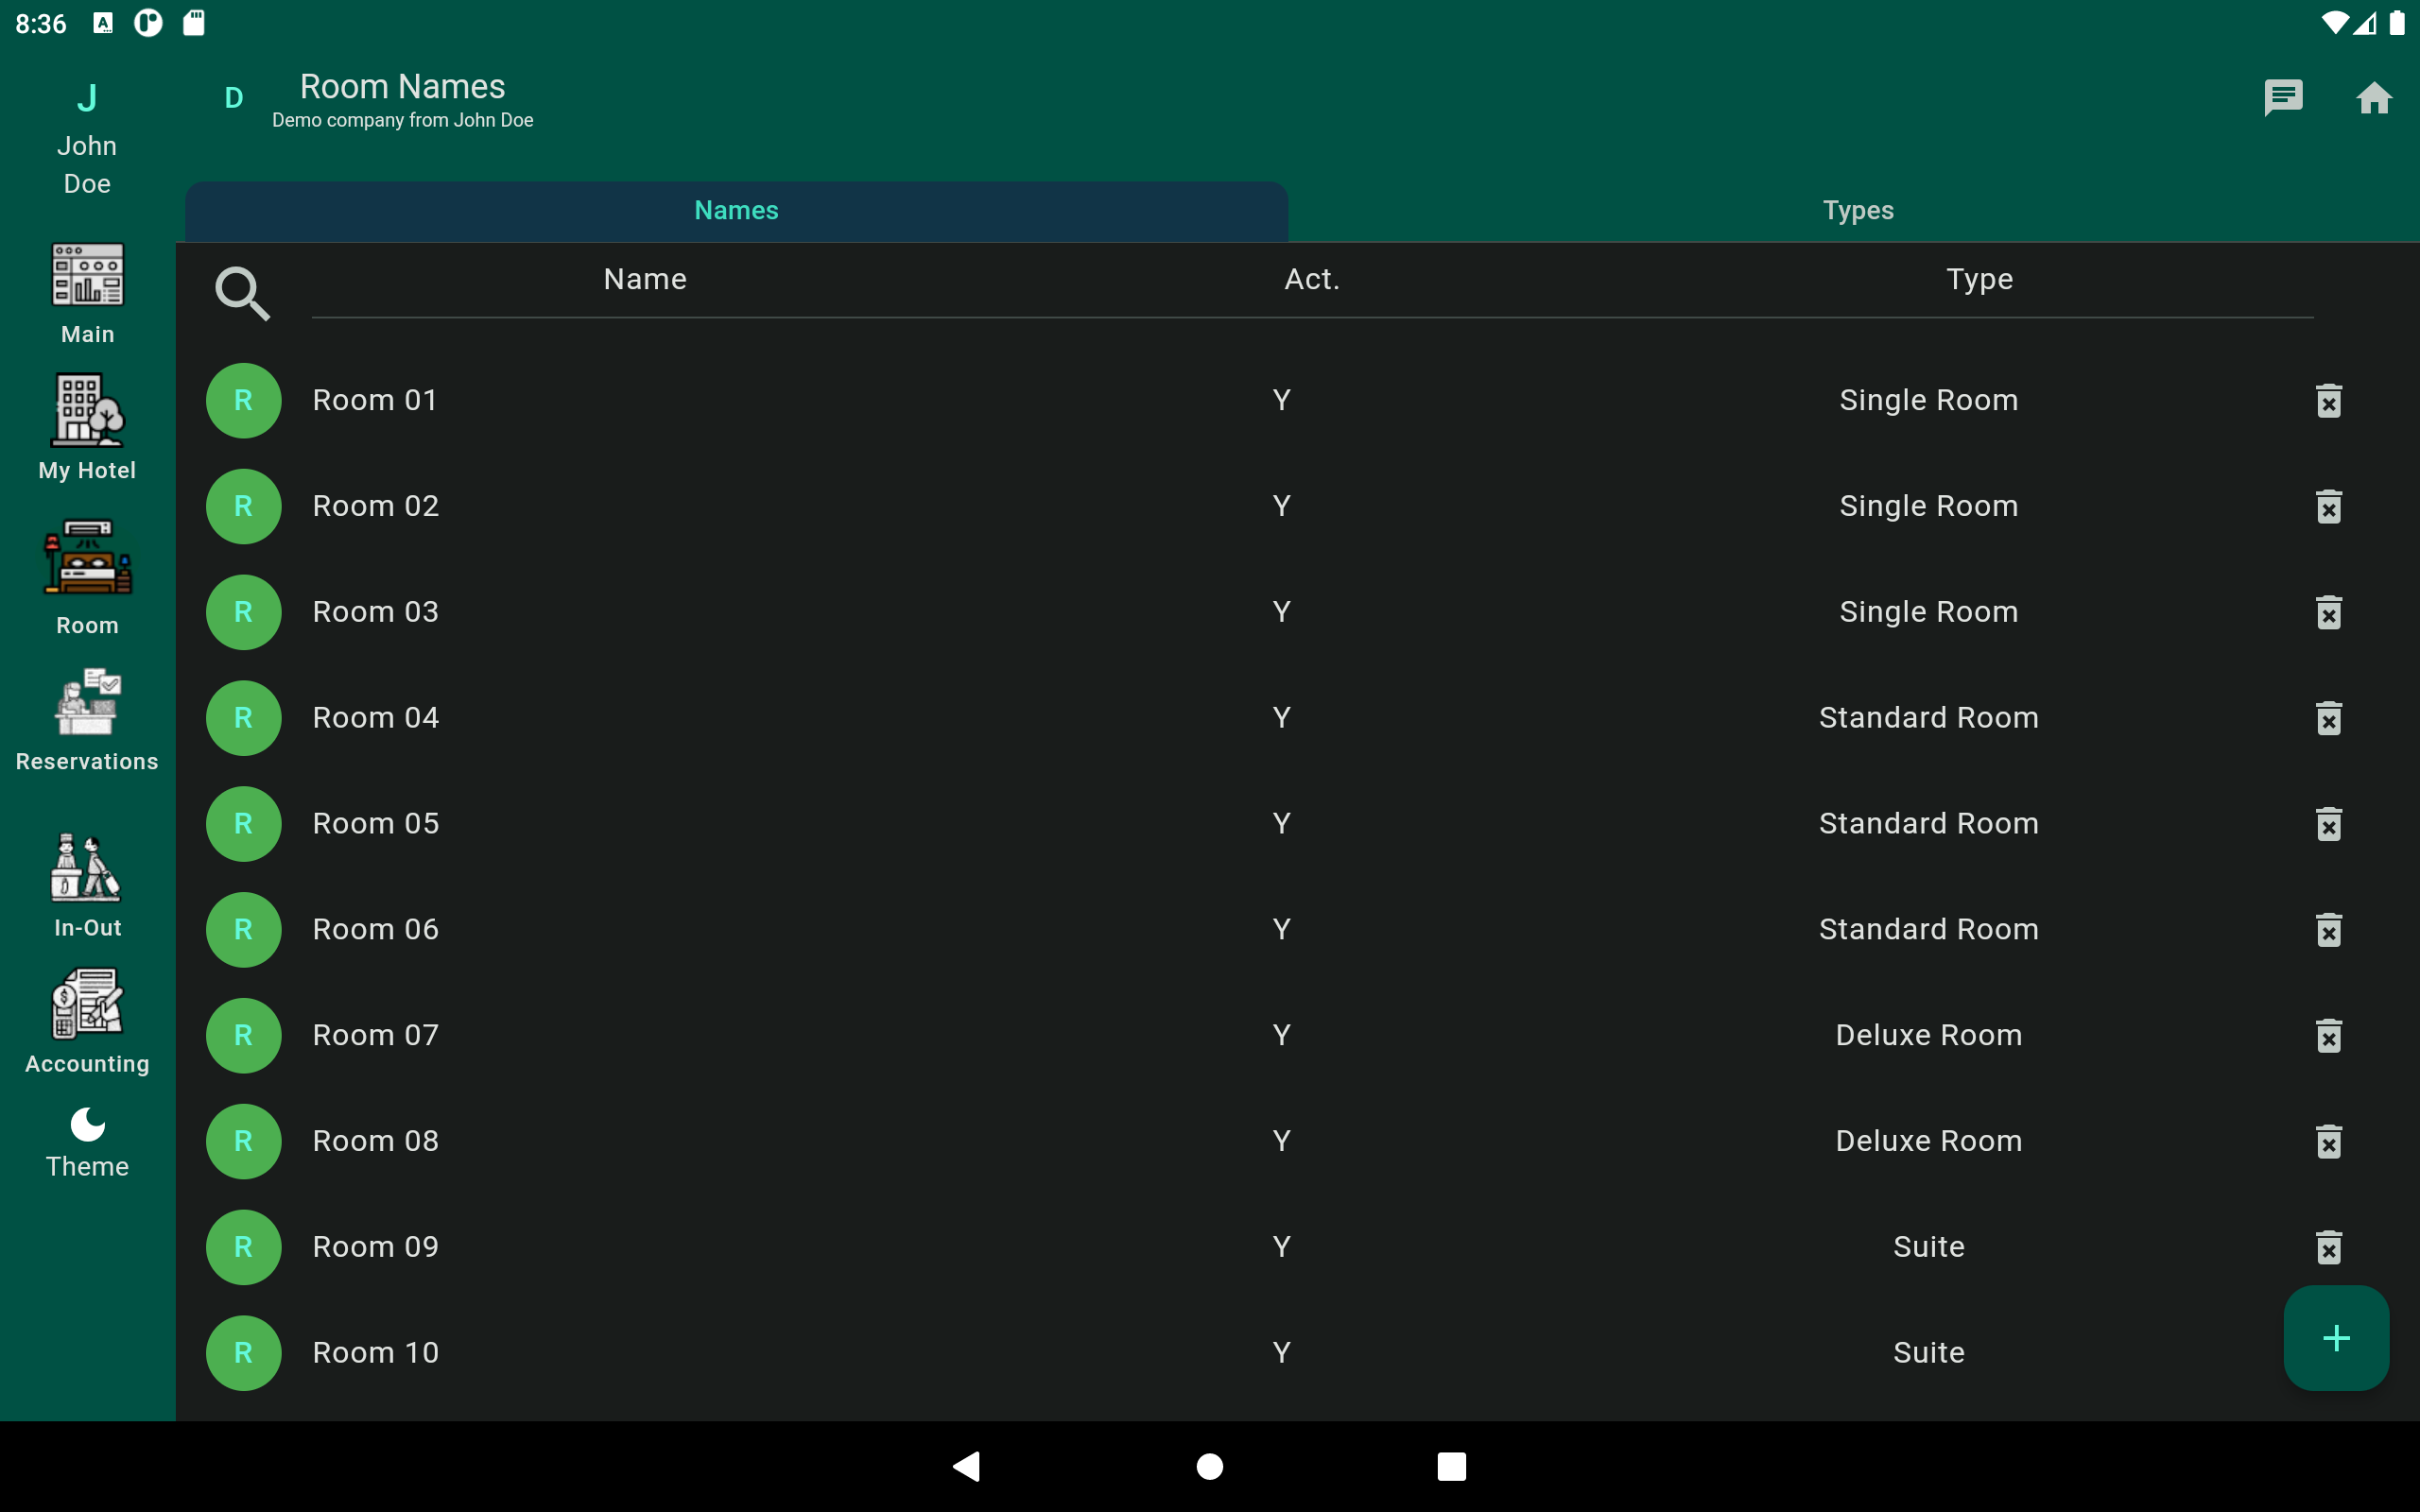 8:36
J
John
Doe
D
Room Names
Demo company from John Doe
Names
Types
Main
My Hotel
Room
Reservations
In-Out
Accounting
Theme
Name Act. Type
R Room 01 Y Single Room
R Room 02 Y Single Room
R Room 03 Y Single Room
R Room 04 Y Standard Room
R Room 05 Y Standard Room
R Room 06 Y Standard Room
R Room 07 Y Deluxe Room
R Room 08 Y Deluxe Room
R Room 09 Y Suite
R Room 10 Y Suite
+